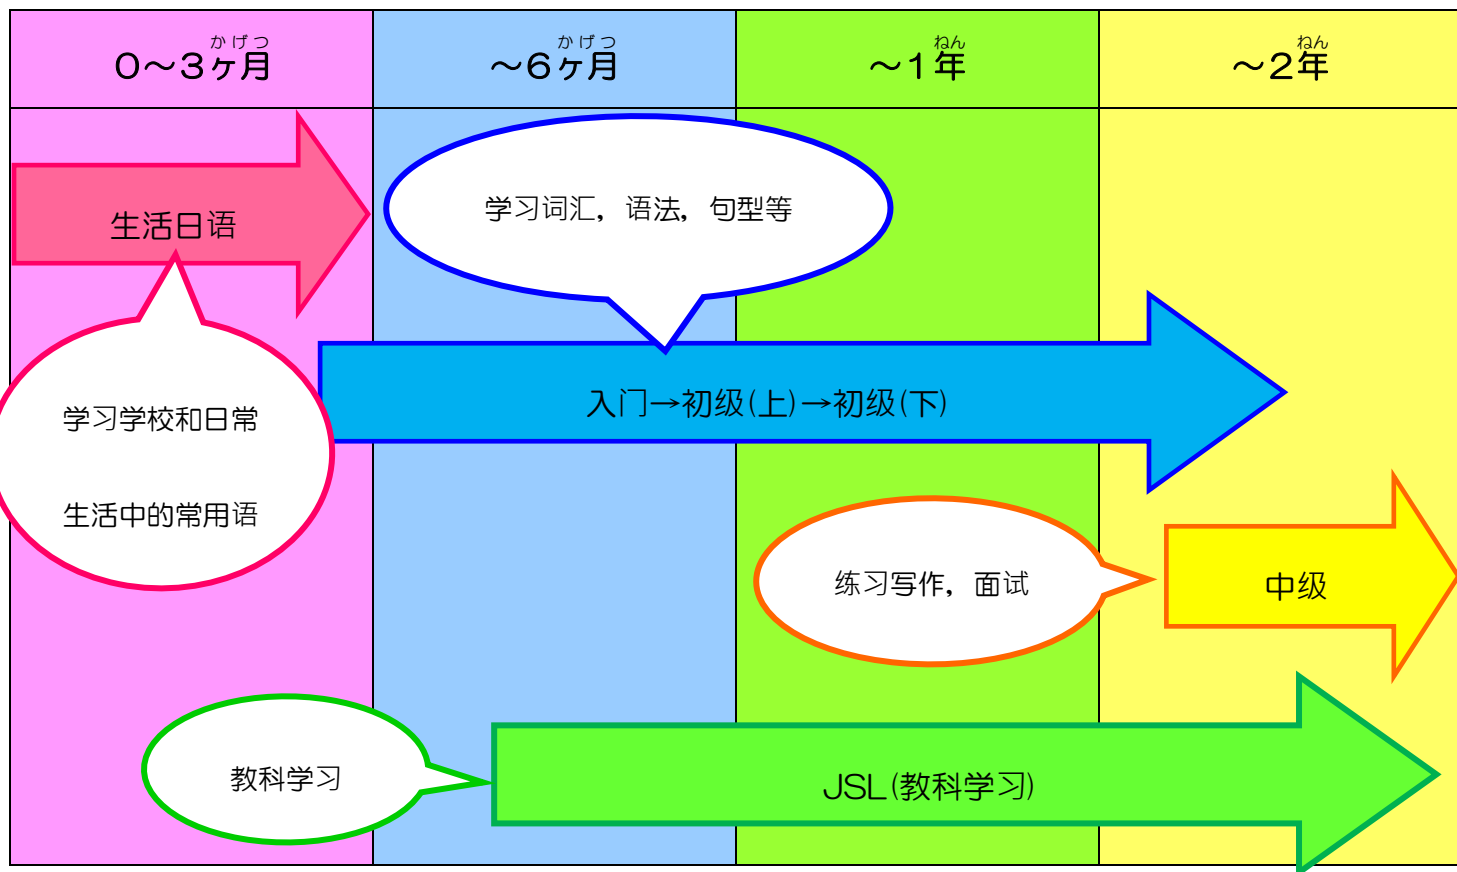 かげつ
0～3ヶ月
かげつ
～6ヶ月
ねん
～1年
ねん
～2年
生活日语
学习词汇，语法，句型等
学习学校和日常
生活中的常用语
入门→初级(上)→初级(下)
练习写作，面试
中级
教科学习
JSL(教科学习)